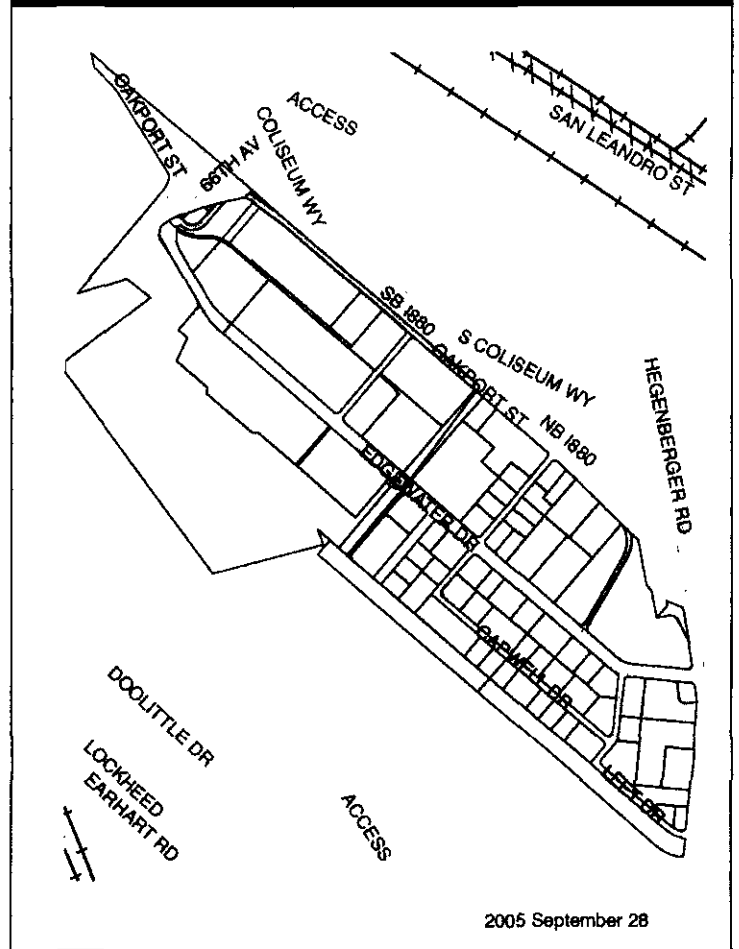 OAKPORT ST
66TH AV
COLISEUM WY
ACCESS
SAN LEANDRO ST
SB I880
S COLISEUM WY
OAKPORT ST
NB I880
HEGENBERGER RD
EDGEWATER DR
CAPWELL DR
LEET DR
DOOLITTLE DR
LOCKHEED
EARHART RD
ACCESS
2005 September 28